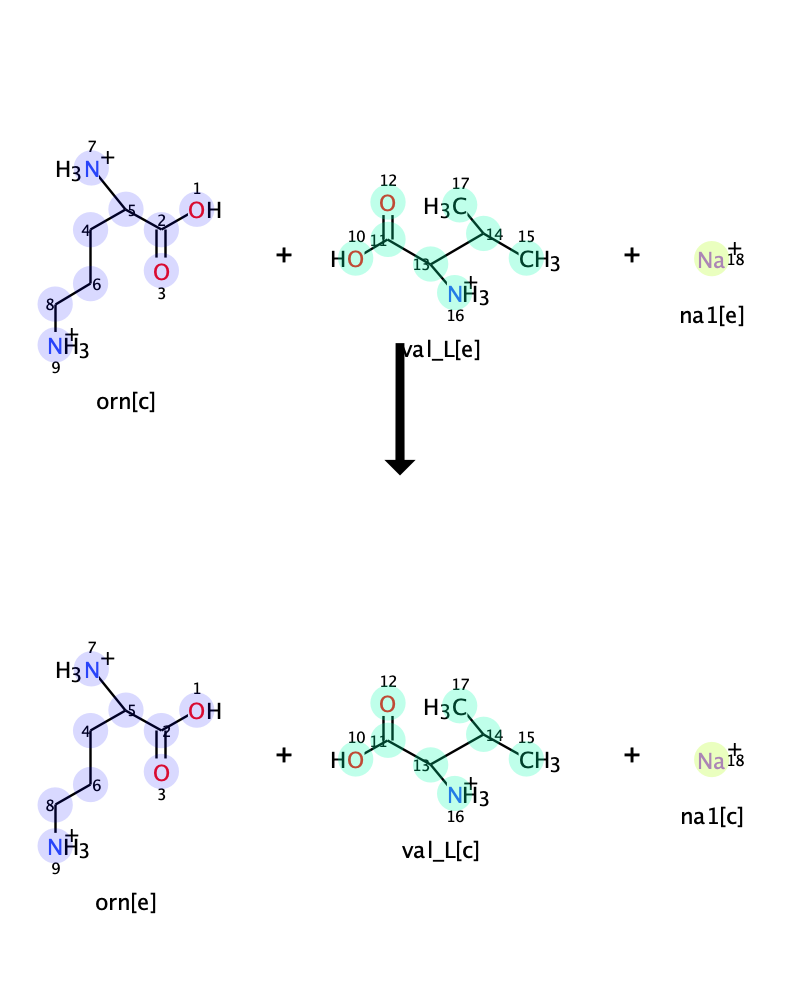 7
H3N+
1
OH
5
2
4
O
3
6
8
NH3+
9
orn[c]
+
12
O
17
H3C
10
HO
11
14
15
CH3
13
NH3+
16
val_L[e]
+
Na+
18
na1[e]
7
H3N+
1
OH
5
2
4
O
3
6
8
NH3+
9
orn[e]
+
12
O
17
H3C
10
HO
11
14
15
CH3
13
NH3+
16
val_L[c]
+
Na+
18
na1[c]